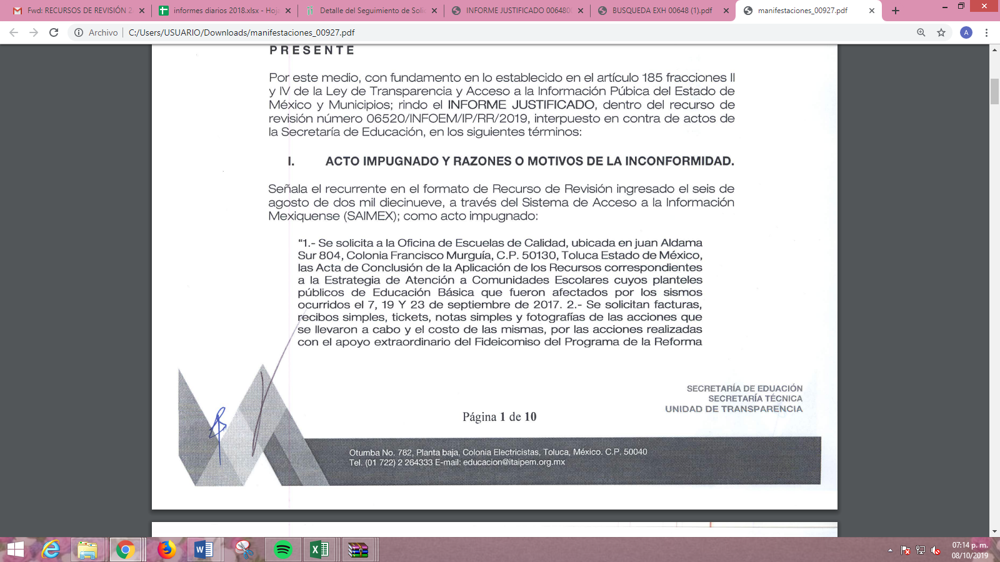 Fwd: RECURSOS DE REVISIÓN 2
informes diarios 2018.xlsx - Hoja
Detalle del Seguimiento de Solic
INFORME JUSTIFICADO 006480
BUSQUEDA EXH 00648 (1).pdf
manifestaciones_00927.pdf
Archivo
C:/Users/USUARIO/Downloads/manifestaciones_00927.pdf
A
P R E S E N T E
Por este medio, con fundamento en lo establecido en el artículo 185 fracciones II
y IV de la Ley de Transparencia y Acceso a la Información Púbica del Estado de
México y Municipios; rindo el INFORME JUSTIFICADO, dentro del recurso de
revisión número 06520/INFOEM/IP/RR/2019, interpuesto en contra de actos de
la Secretaría de Educación, en los siguientes términos:
I. ACTO IMPUGNADO Y RAZONES O MOTIVOS DE LA INCONFORMIDAD.
Señala el recurrente en el formato de Recurso de Revisión ingresado el seis de
agosto de dos mil diecinueve, a través del Sistema de Acceso a la Información
Mexiquense (SAIMEX); como acto impugnado:
“1.- Se solicita a la Oficina de Escuelas de Calidad, ubicada en juan Aldama
Sur 804, Colonia Francisco Murguía, C.P. 50130, Toluca Estado de México,
las Acta de Conclusión de la Aplicación de los Recursos correspondientes
a la Estrategia de Atención a Comunidades Escolares cuyos planteles
públicos de Educación Básica que fueron afectados por los sismos
ocurridos el 7, 19 Y 23 de septiembre de 2017. 2.- Se solicitan facturas,
recibos simples, tickets, notas simples y fotografías de las acciones que
se llevaron a cabo y el costo de las mismas, por las acciones realizadas
con el apoyo extraordinario del Fideicomiso del Programa de la Reforma
SECRETARÍA DE EDUACIÓN
SECRETARÍA TÉCNICA
UNIDAD DE TRANSPARENCIA
Página 1 de 10
Otumba No. 782, Planta baja, Colonia Electricistas, Toluca, México. C.P. 50040
Tel. (01 722) 2 264333 E-mail: educacion@itaipem.org.mx
07:14 p. m.
08/10/2019